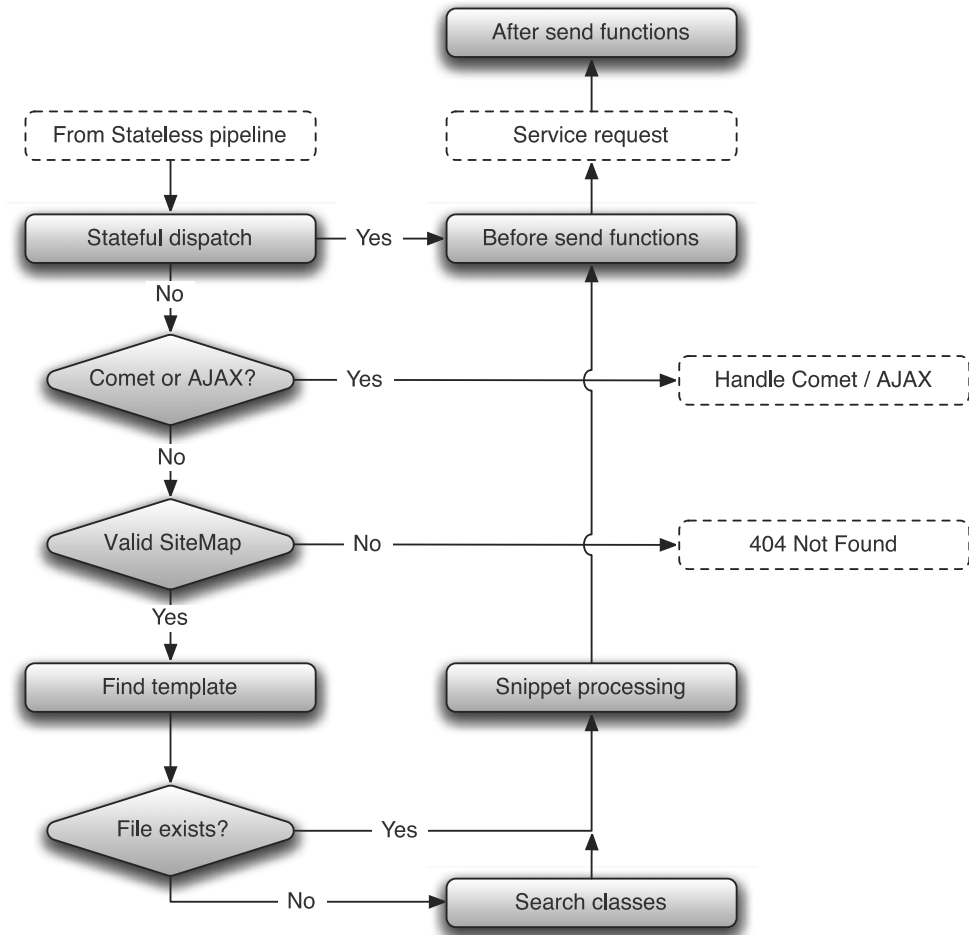 After send functions
From Stateless pipeline
Service request
Stateful dispatch
Yes
Before send functions
No
Comet or AJAX?
Yes
Handle Comet / AJAX
No
Valid SiteMap
No
404 Not Found
Yes
Find template
Snippet processing
File exists?
Yes
No
Search classes